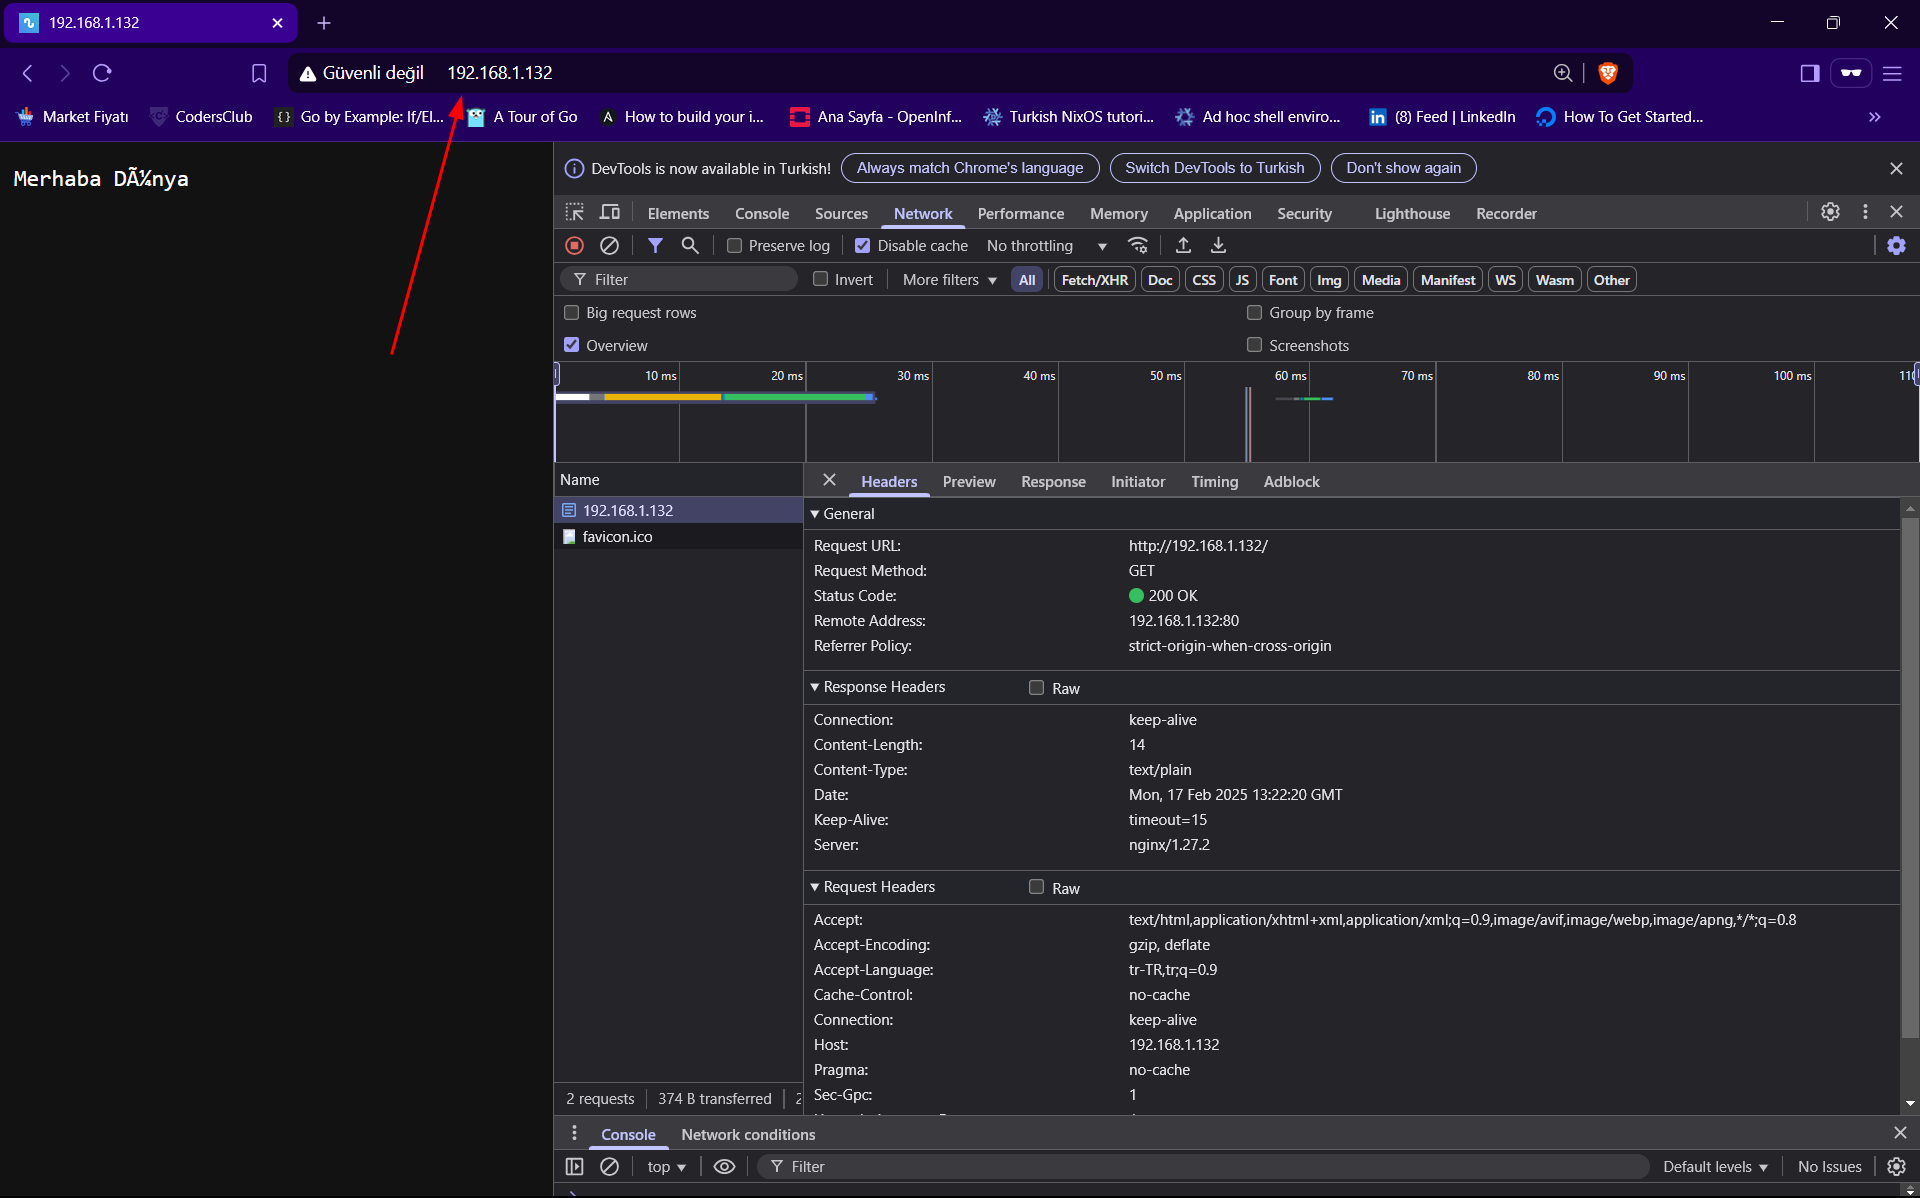 192.168.1.132
Güvenli değil 192.168.1.132
Market Fiyatı CodersClub Go by Example: If/El... A Tour of Go How to build your i... Ana Sayfa - OpenInf... Turkish NixOS tutori... Ad hoc shell enviro... (8) Feed | LinkedIn How To Get Started... »
Merhaba DÃ¼nya
DevTools is now available in Turkish! Always match Chrome's language Switch DevTools to Turkish Don't show again
Elements Console Sources Network Performance Memory Application Security Lighthouse Recorder
Preserve log Disable cache No throttling
Filter Invert More filters All Fetch/XHR Doc CSS JS Font Img Media Manifest WS Wasm Other
Big request rows Group by frame
Overview Screenshots
10 ms 20 ms 30 ms 40 ms 50 ms 60 ms 70 ms 80 ms 90 ms 100 ms
Name
192.168.1.132
favicon.ico
Headers Preview Response Initiator Timing Adblock
General
Request URL: http://192.168.1.132/
Request Method: GET
Status Code: 200 OK
Remote Address: 192.168.1.132:80
Referrer Policy: strict-origin-when-cross-origin
Response Headers Raw
Connection: keep-alive
Content-Length: 14
Content-Type: text/plain
Date: Mon, 17 Feb 2025 13:22:20 GMT
Keep-Alive: timeout=15
Server: nginx/1.27.2
Request Headers Raw
Accept: text/html,application/xhtml+xml,application/xml;q=0.9,image/avif,image/webp,image/apng,*/*;q=0.8
Accept-Encoding: gzip, deflate
Accept-Language: tr-TR,tr;q=0.9
Cache-Control: no-cache
Connection: keep-alive
Host: 192.168.1.132
Pragma: no-cache
Sec-Gpc: 1
2 requests 374 B transferred
Console Network conditions
top Filter Default levels No Issues